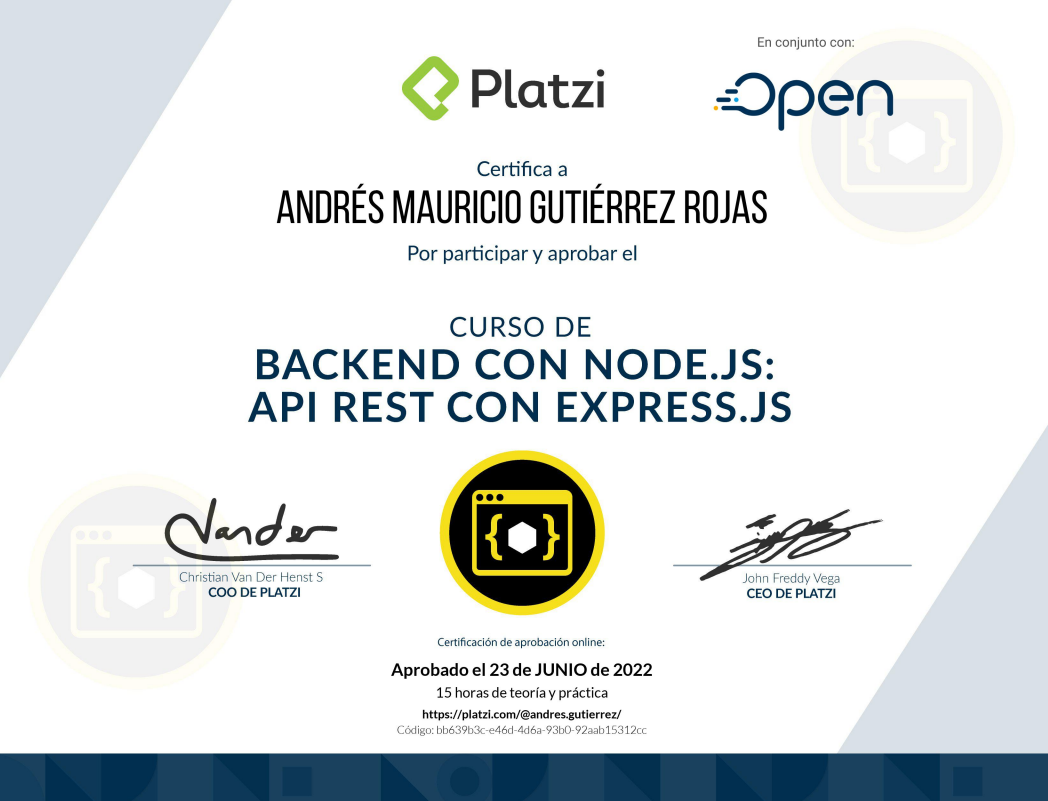 En conjunto con:
Platzi
Open
Certifica a
ANDRÉS MAURICIO GUTIÉRREZ ROJAS
Por participar y aprobar el
CURSO DE
BACKEND CON NODE.JS:
API REST CON EXPRESS.JS
Vander
Christian Van Der Henst S
COO DE PLATZI
John Freddy Vega
CEO DE PLATZI
Certificación de aprobación online:
Aprobado el 23 de JUNIO de 2022
15 horas de teoría y práctica
https://platzi.com/@andres.gutierrez/
Código: bb639b3c-e46d-4d6a-93b0-92aab15312cc